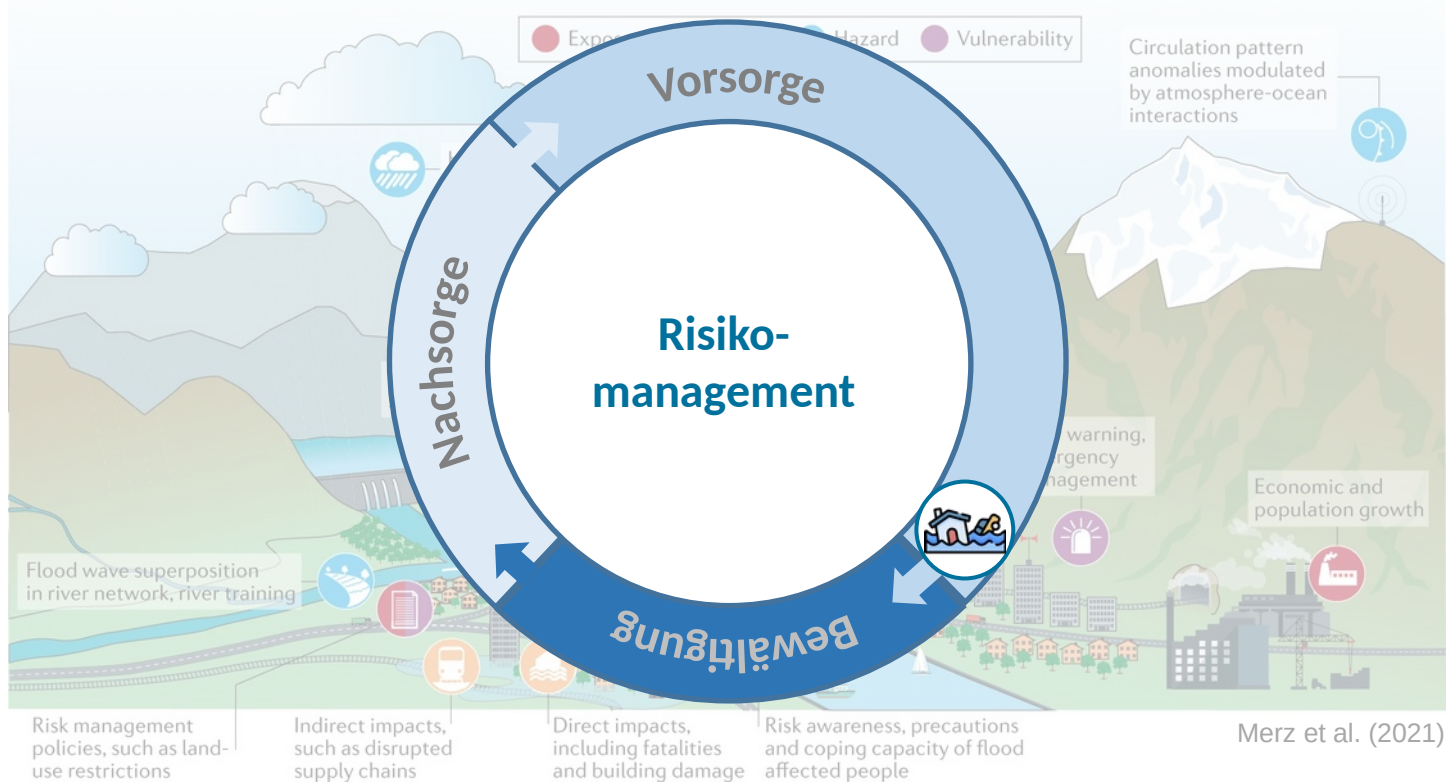 Hazard
Vulnerability
Circulation pattern
anomalies modulated
by atmosphere-ocean
interactions
Vorsorge
Nachsorge
Risiko-
management
Bewältigung
warning,
Economic and
population growth
Flood wave superposition
in river network, river training
Risk management
policies, such as land-
use restrictions
Indirect impacts,
such as disrupted
supply chains
Direct impacts,
including fatalities
and building damage
Risk awareness, precautions
and coping capacity of flood
affected people
Merz et al. (2021)